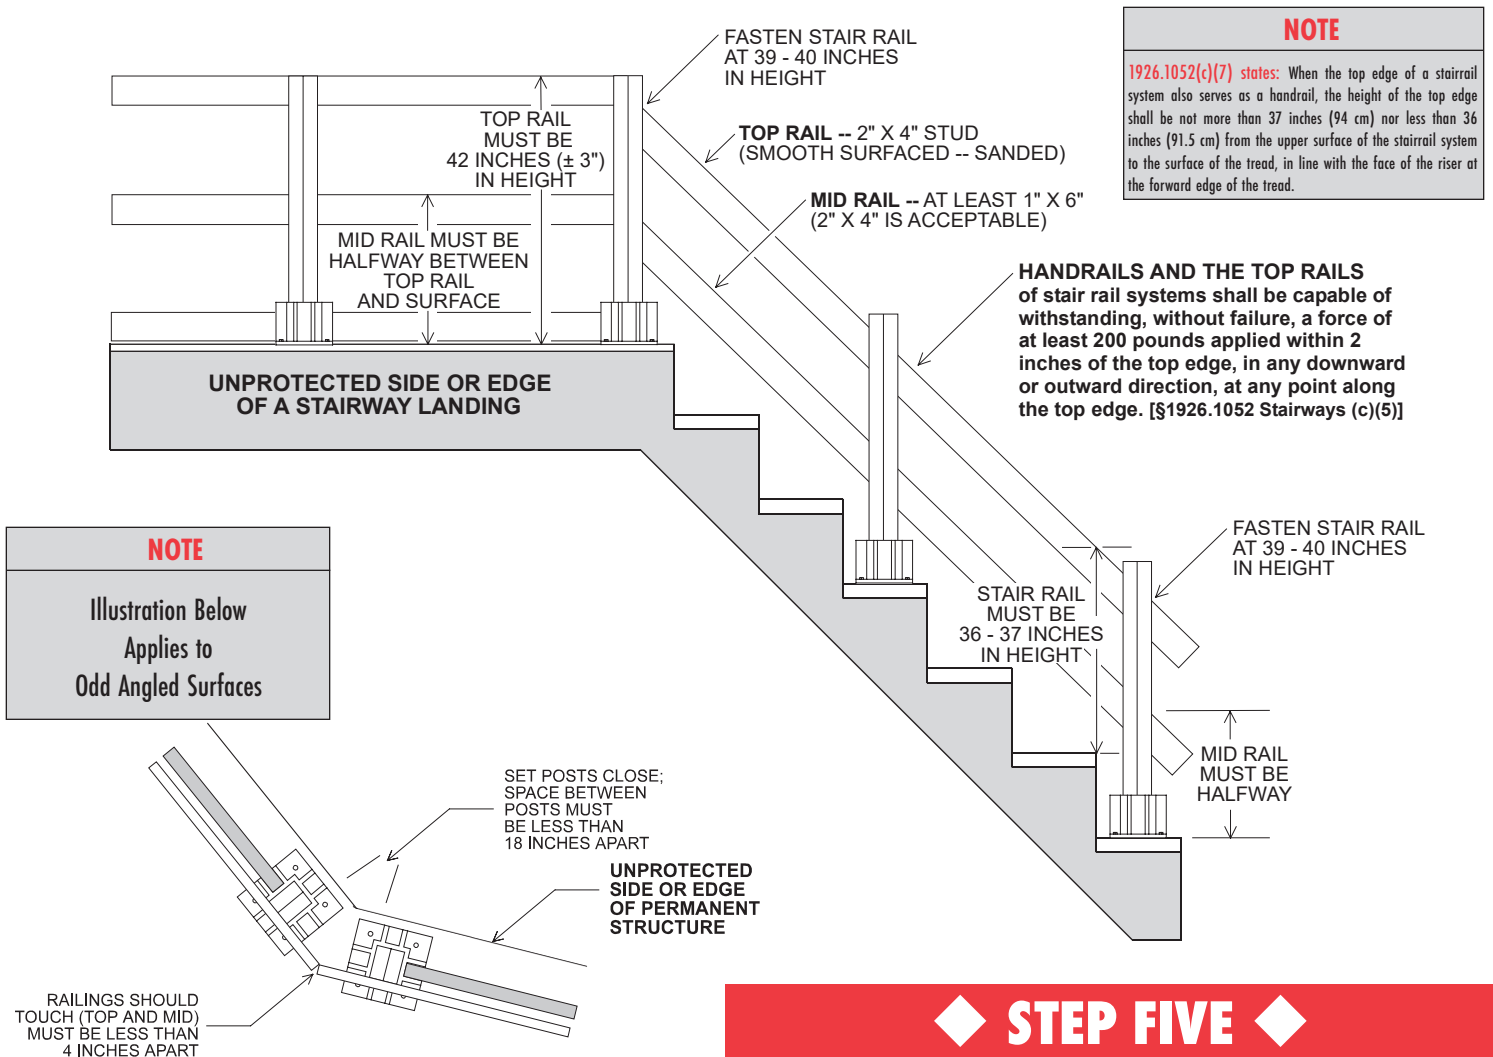 FASTEN STAIR RAIL
AT 39 - 40 INCHES
IN HEIGHT
NOTE
1926.1052(c)(7) states: When the top edge of a stairrail
system also serves as a handrail, the height of the top edge
shall be not more than 37 inches (94 cm) nor less than 36
inches (91.5 cm) from the upper surface of the stairrail system
to the surface of the tread, in line with the face of the riser at
the forward edge of the tread.
TOP RAIL
MUST BE
42 INCHES (± 3")
IN HEIGHT
TOP RAIL -- 2" X 4" STUD
(SMOOTH SURFACED -- SANDED)
MID RAIL -- AT LEAST 1" X 6"
(2" X 4" IS ACCEPTABLE)
MID RAIL MUST BE
HALFWAY BETWEEN
TOP RAIL
AND SURFACE
HANDRAILS AND THE TOP RAILS
of stair rail systems shall be capable of
withstanding, without failure, a force of
at least 200 pounds applied within 2
inches of the top edge, in any downward
or outward direction, at any point along
the top edge. [§1926.1052 Stairways (c)(5)]
UNPROTECTED SIDE OR EDGE
OF A STAIRWAY LANDING
NOTE
Illustration Below
Applies to
Odd Angled Surfaces
FASTEN STAIR RAIL
AT 39 - 40 INCHES
IN HEIGHT
STAIR RAIL
MUST BE
36 - 37 INCHES
IN HEIGHT
MID RAIL
MUST BE
HALFWAY
SET POSTS CLOSE;
SPACE BETWEEN
POSTS MUST
BE LESS THAN
18 INCHES APART
UNPROTECTED
SIDE OR EDGE
OF PERMANENT
STRUCTURE
RAILINGS SHOULD
TOUCH (TOP AND MID)
MUST BE LESS THAN
4 INCHES APART
STEP FIVE